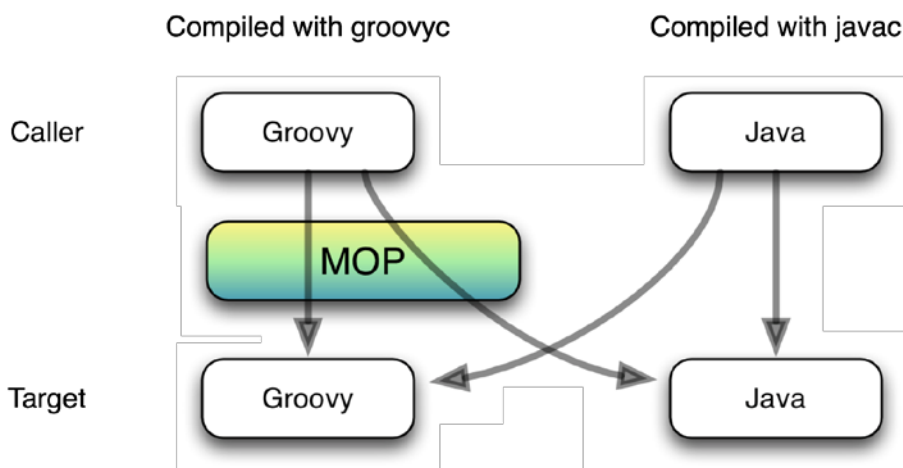 Compiled with groovyc
Compiled with javac
Caller
Groovy
Java
MOP
Target
Groovy
Java